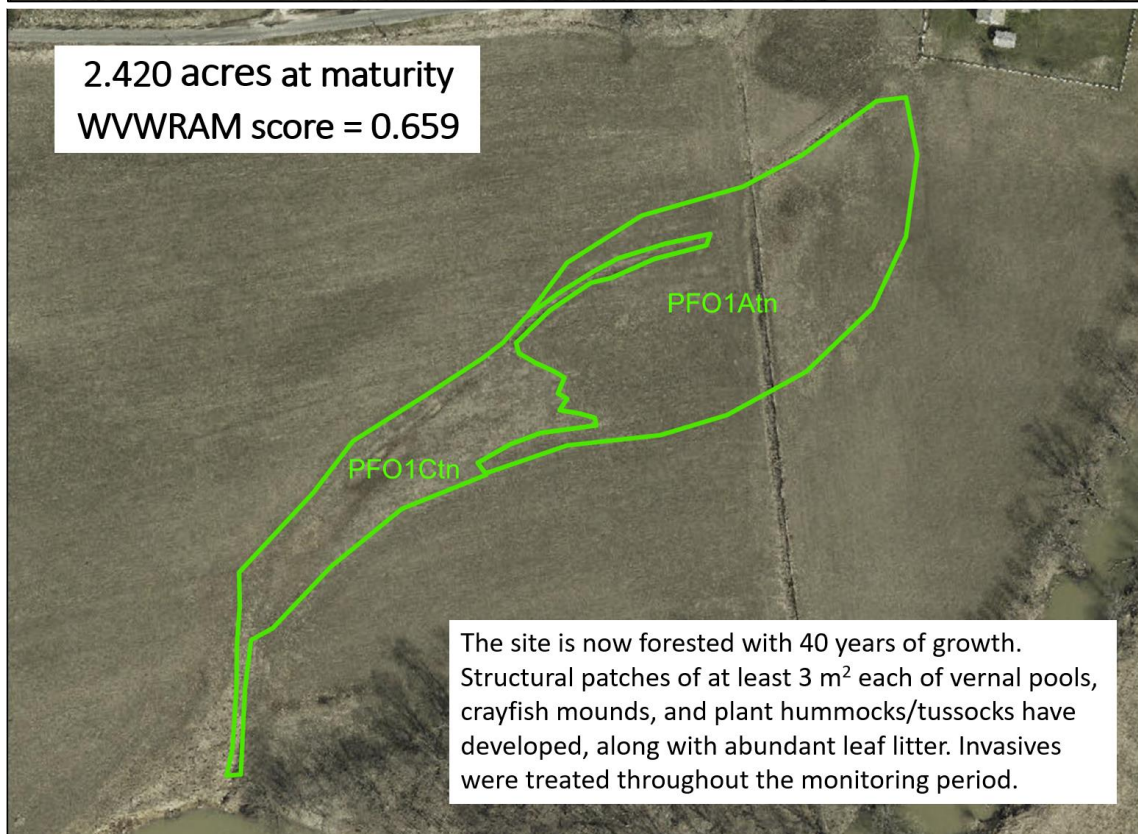 2.420 acres at maturity
WVWRAM score = 0.659
PFO1Atn
PFO1Ctn
The site is now forested with 40 years of growth.
Structural patches of at least 3 m² each of vernal pools,
crayfish mounds, and plant hummocks/tussocks have
developed, along with abundant leaf litter. Invasives
were treated throughout the monitoring period.